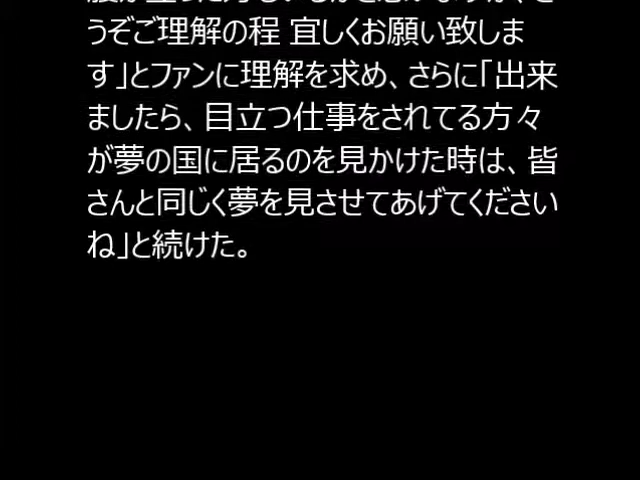 うぞご理解の程 宜しくお願い致しま
す」とファンに理解を求め、さらに「出来
ましたら、目立つ仕事をされてる方々
が夢の国に居るのを見かけた時は、皆
さんと同じく夢を見させてあげてください
ね」と続けた。